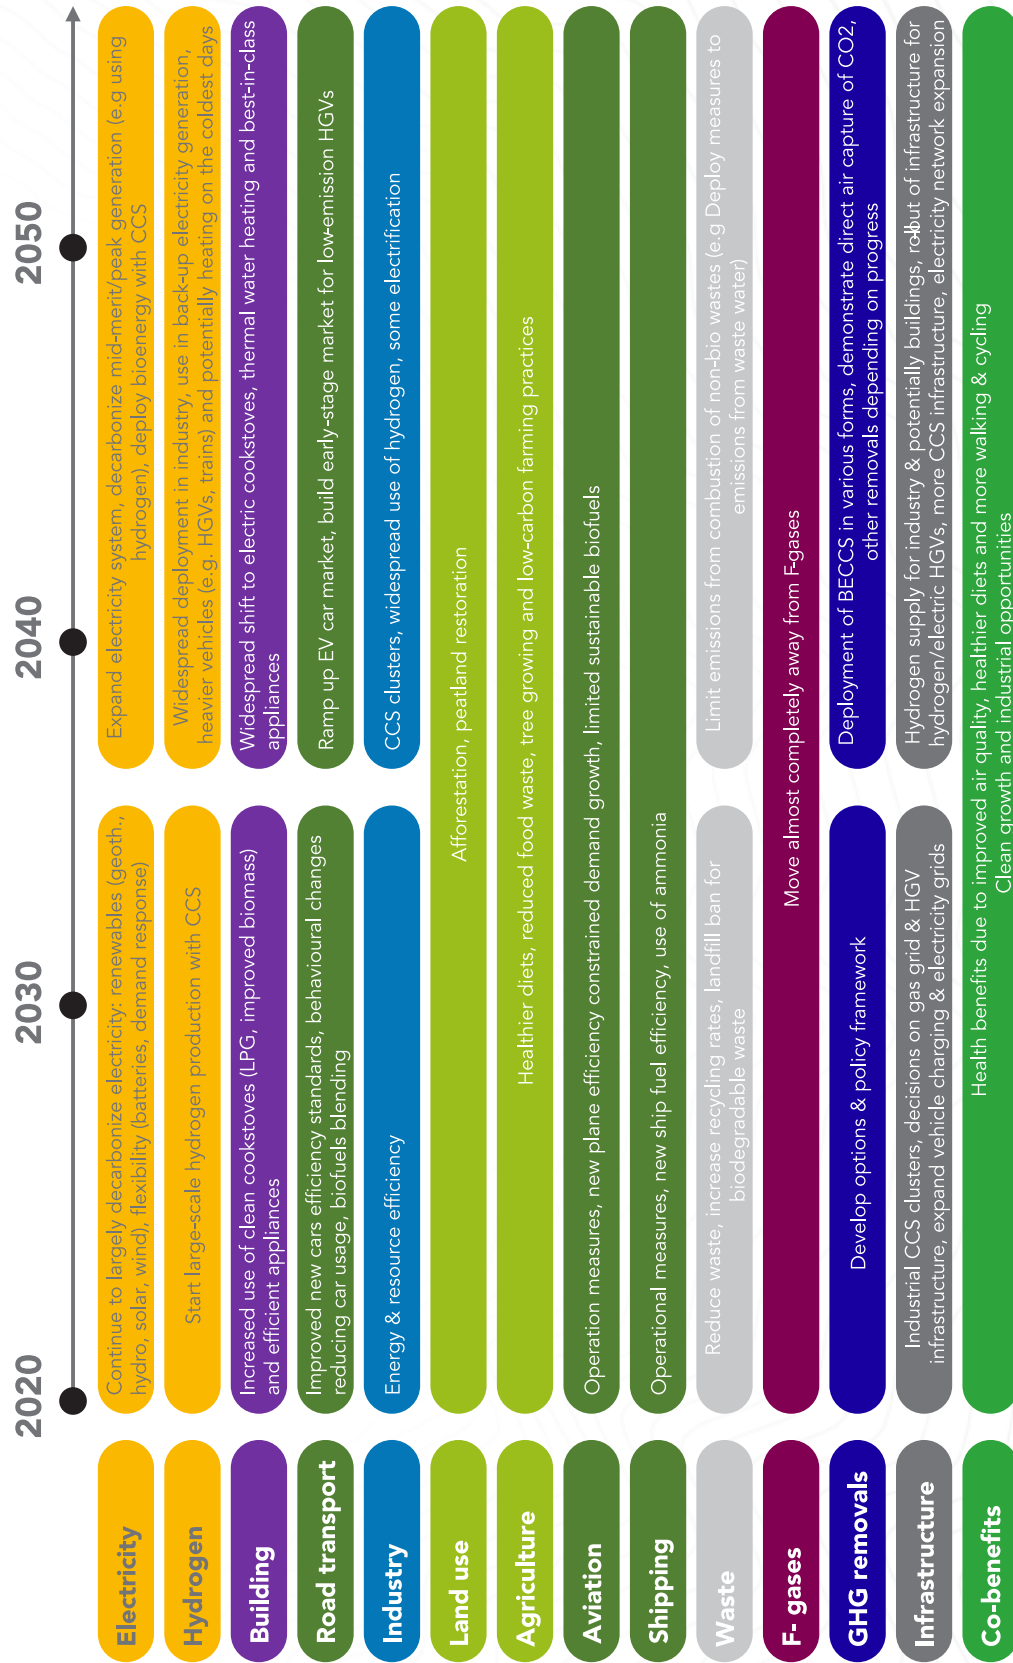 2020
2030
2040
2050
Electricity
Continue to largely decarbonize electricity: renewables (geoth.,
hydro, solar, wind), flexibility (batteries, demand response)
Expand electricity system, decarbonize mid-merit/peak generation (e.g using
hydrogen), deploy bioenergy with CCS
Hydrogen
Start large-scale hydrogen production with CCS
Widespread deployment in industry, use in back-up electricity generation,
heavier vehicles (e.g. HGVs, trains) and potentially heating on the coldest days
Building
Increased use of clean cookstoves (LPG, improved biomass)
and efficient appliances
Widespread shift to electric cookstoves, thermal water heating and best-in-class
appliances
Road transport
Improved new cars efficiency standards, behavioural changes
reducing car usage, biofuels blending
Ramp up EV car market, build early-stage market for low-emission HGVs
Industry
Energy & resource efficiency
CCS clusters, widespread use of hydrogen, some electrification
Land use
Afforestation, peatland restoration
Agriculture
Healthier diets, reduced food waste, tree growing and low-carbon farming practices
Aviation
Operation measures, new plane efficiency constrained demand growth, limited sustainable biofuels
Shipping
Operational measures, new ship fuel efficiency, use of ammonia
Waste
Reduce waste, increase recycling rates, landfill ban for
biodegradable waste
Limit emissions from combustion of non-bio wastes (e.g Deploy measures to
emissions from waste water)
F- gases
Move almost completely away from F-gases
GHG removals
Develop options & policy framework
Deployment of BECCS in various forms, demonstrate direct air capture of CO2,
other removals depending on progress
Infrastructure
Industrial CCS clusters, decisions on gas grid & HGV
infrastructure, expand vehicle charging & electricity grids
Hydrogen supply for industry & potentially buildings, of infrastructure for
hydrogen/electric HGVs, more CCS infrastructure, electricity network expansion
Co-benefits
Health benefits due to improved air quality, healthier diets and more walking & cycling
Clean growth and industrial opportunities